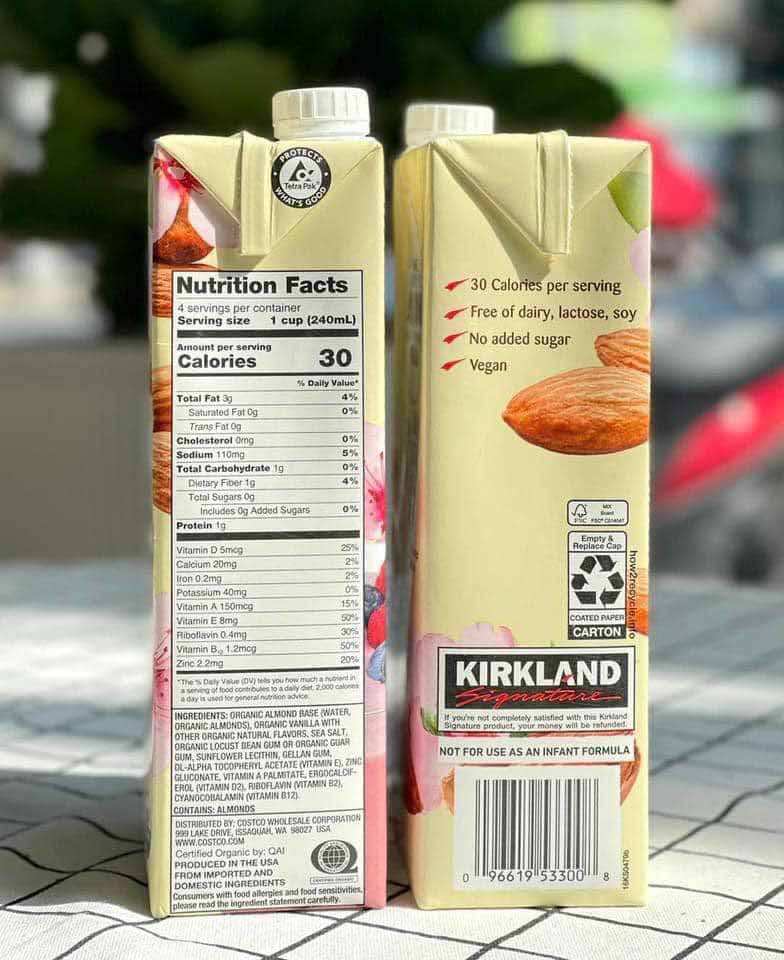 PROTECTS
Tetra Pak®
WHAT'S GOOD
Nutrition Facts
4 servings per container
Serving size 1 cup (240mL)
Amount per serving
Calories 30
% Daily Value*
Total Fat 3g 4%
Saturated Fat 0g 0%
Trans Fat 0g
Cholesterol 0mg 0%
Sodium 110mg 5%
Total Carbohydrate 1g 0%
Dietary Fiber 1g 4%
Total Sugars 0g
Includes 0g Added Sugars 0%
Protein 1g
Vitamin D 5mcg 25%
Calcium 20mg 2%
Iron 0.2mg 2%
Potassium 40mg 0%
Vitamin A 150mcg 15%
Vitamin E 8mg 50%
Riboflavin 0.4mg 30%
Vitamin B12 1.2mcg 50%
Zinc 2.2mg 20%
*The % Daily Value (DV) tells you how much a nutrient in
a serving of food contributes to a daily diet. 2,000 calories
a day is used for general nutrition advice.
INGREDIENTS: ORGANIC ALMOND BASE (WATER,
ORGANIC ALMONDS), ORGANIC VANILLA WITH
OTHER ORGANIC NATURAL FLAVORS, SEA SALT,
ORGANIC LOCUST BEAN GUM OR ORGANIC GUAR
GUM, SUNFLOWER LECITHIN, GELLAN GUM,
DL-ALPHA TOCOPHERYL ACETATE (VITAMIN E), ZINC
GLUCONATE, VITAMIN A PALMITATE, ERGOCALCIF-
EROL (VITAMIN D2), RIBOFLAVIN (VITAMIN B2),
CYANOCOBALAMIN (VITAMIN B12).
CONTAINS: ALMONDS
DISTRIBUTED BY: COSTCO WHOLESALE CORPORATION
999 LAKE DRIVE, ISSAQUAH, WA 98027 USA
WWW.COSTCO.COM
Certified Organic by: QAI
PRODUCED IN THE USA
FROM IMPORTED AND
DOMESTIC INGREDIENTS
CERTIFIED ORGANIC
Consumers with food allergies and food sensitivities,
please read the ingredient statement carefully.
30 Calories per serving
Free of dairy, lactose, soy
No added sugar
Vegan
MIX
Board
FSC
Empty &
Replace Cap
COATED PAPER
CARTON
how2recycle.info
KIRKLAND
Signature
If you're not completely satisfied with this Kirkland
Signature product, your money will be refunded.
NOT FOR USE AS AN INFANT FORMULA
0 96619 53300 8